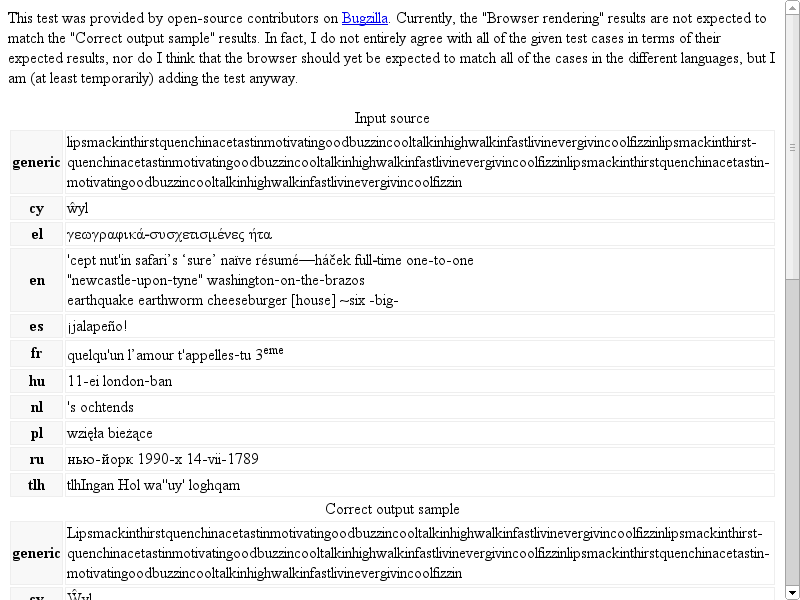 This test was provided by open-source contributors on Bugzilla. Currently, the "Browser rendering" results are not expected to
match the "Correct output sample" results. In fact, I do not entirely agree with all of the given test cases in terms of their
expected results, nor do I think that the browser should yet be expected to match all of the cases in the different languages, but I
am (at least temporarily) adding the test anyway.
Input source
generic lipsmackinthirstquenchinacetastinmotivatingoodbuzzincooltalkinhighwalkinfastlivinevergivincoolfizzinlipsmackinthirst-
quenchinacetastinmotivatingoodbuzzincooltalkinhighwalkinfastlivinevergivincoolfizzinlipsmackinthirstquenchinacetastin-
motivatingoodbuzzincooltalkinhighwalkinfastlivinevergivincoolfizzin
cy ŵyl
el γεωγραφικά-συσχετισμένες ήτα
en 'cept nut'in safari’s ‘sure’ naïve résumé—háček full-time one-to-one
"newcastle-upon-tyne" washington-on-the-brazos
earthquake earthworm cheeseburger [house] ~six -big-
es ¡jalapeño!
fr quelqu'un l’amour t'appelles-tu 3eme
hu 11-ei london-ban
nl 's ochtends
pl wzięła bieżące
ru нью-йорк 1990-х 14-vii-1789
tlh tlhIngan Hol wa''uy' loghqam
Correct output sample
generic Lipsmackinthirstquenchinacetastinmotivatingoodbuzzincooltalkinhighwalkinfastlivinevergivincoolfizzinlipsmackinthirst-
quenchinacetastinmotivatingoodbuzzincooltalkinhighwalkinfastlivinevergivincoolfizzinlipsmackinthirstquenchinacetastin-
motivatingoodbuzzincooltalkinhighwalkinfastlivinevergivincoolfizzin
cy Ŵyl